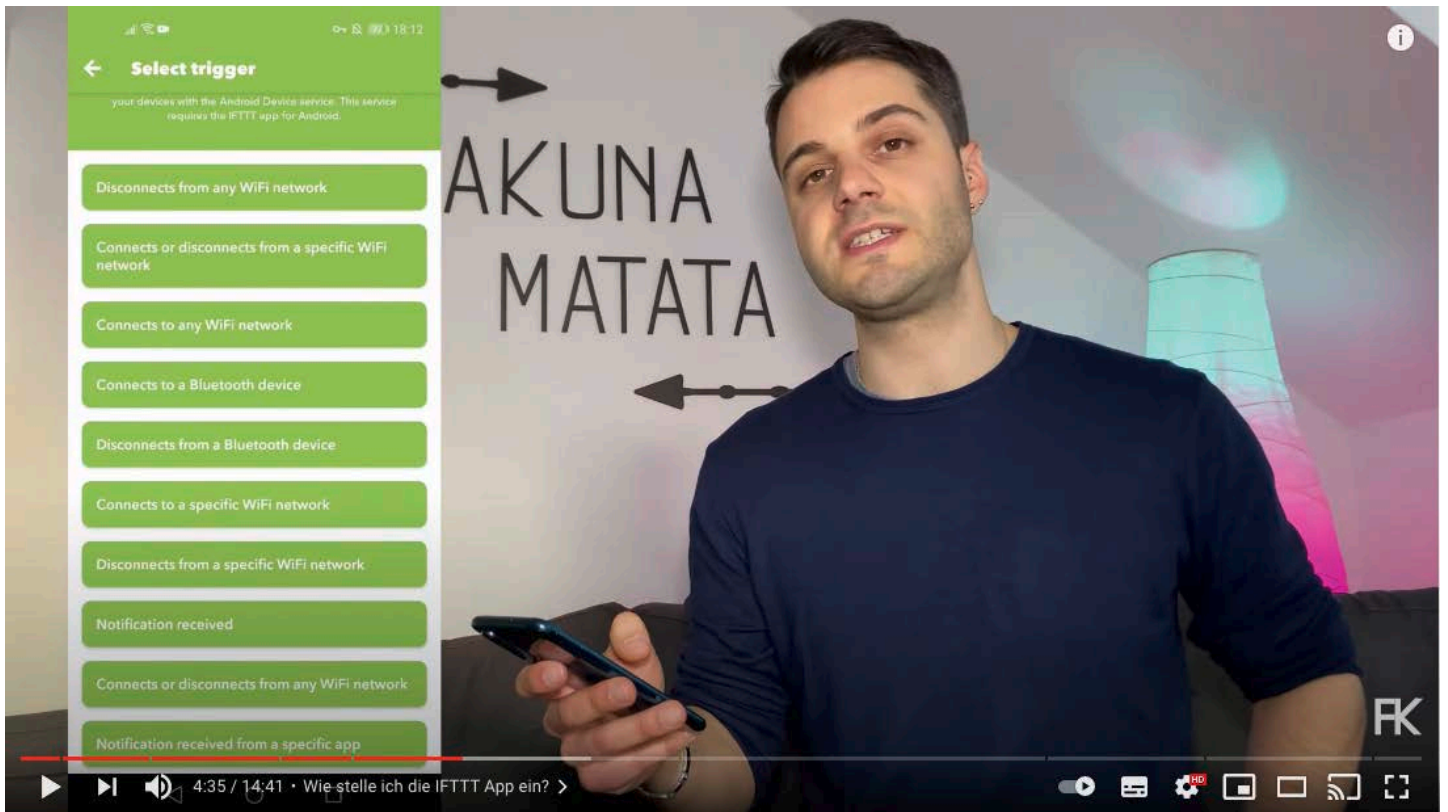 18:12
Select trigger
your devices with the Android Device service. This service
requires the IFTTT app for Android.
Disconnects from any WiFi network
Connects or disconnects from a specific WiFi
network
Connects to any WiFi network
Connects to a Bluetooth device
Disconnects from a Bluetooth device
Connects to a specific WiFi network
Disconnects from a specific WiFi network
Notification received
Connects or disconnects from any WiFi network
Notification received from a specific app
AKUNA
MATATA
i
FK
4:35 / 14:41 • Wie stelle ich die IFTTT App ein? >
HD